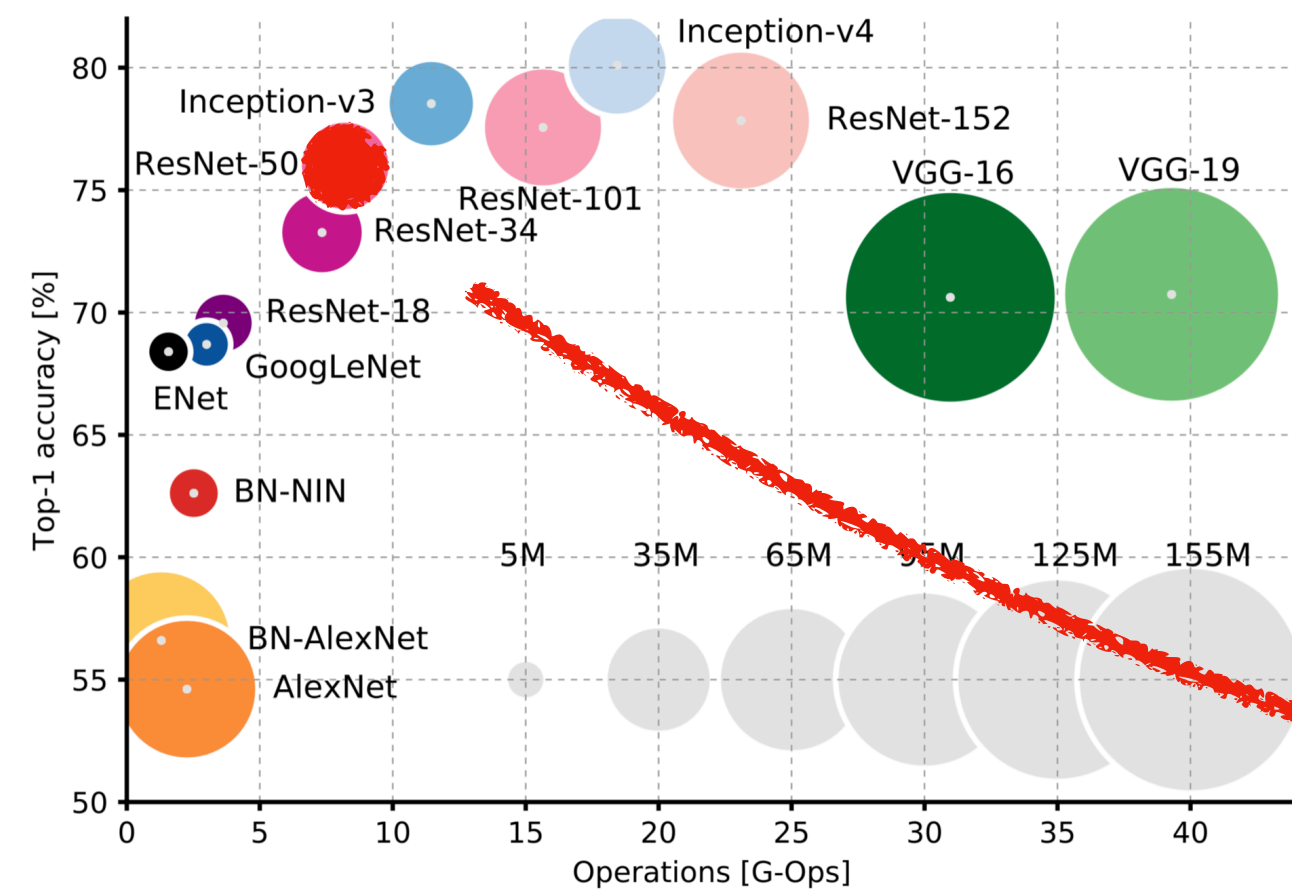 Inception-v4
80
Inception-v3
ResNet-152
ResNet-50
VGG-16
VGG-19
75
ResNet-101
ResNet-34
70
ResNet-18
GoogLeNet
ENet
Top-1 accuracy [%]
65
BN-NIN
60
5M 35M 65M 95M 125M 155M
BN-AlexNet
55
AlexNet
50
0 5 10 15 20 25 30 35 40
Operations [G-Ops]